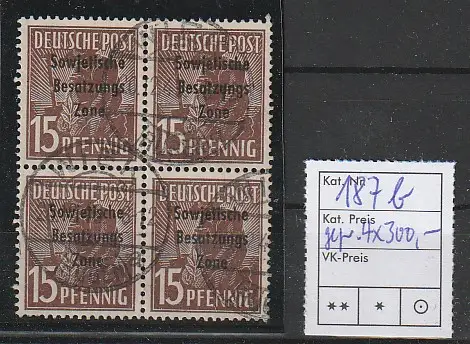 DEUTSCHE POST DEUTSCHE POST
Sowjetische Sowjetische
Besatzungs Besatzungs
Zone Zone
15 PFENNIG 15 PFENNIG
DEUTSCHE POST DEUTSCHE POST
Sowjetische Sowjetische
Besatzungs Besatzungs
Zone Zone
15 PFENNIG 15 PFENNIG
Kat. Nr.
187 b
Kat. Preis
gepr. 4x300,-
VK-Preis
** * ⊙